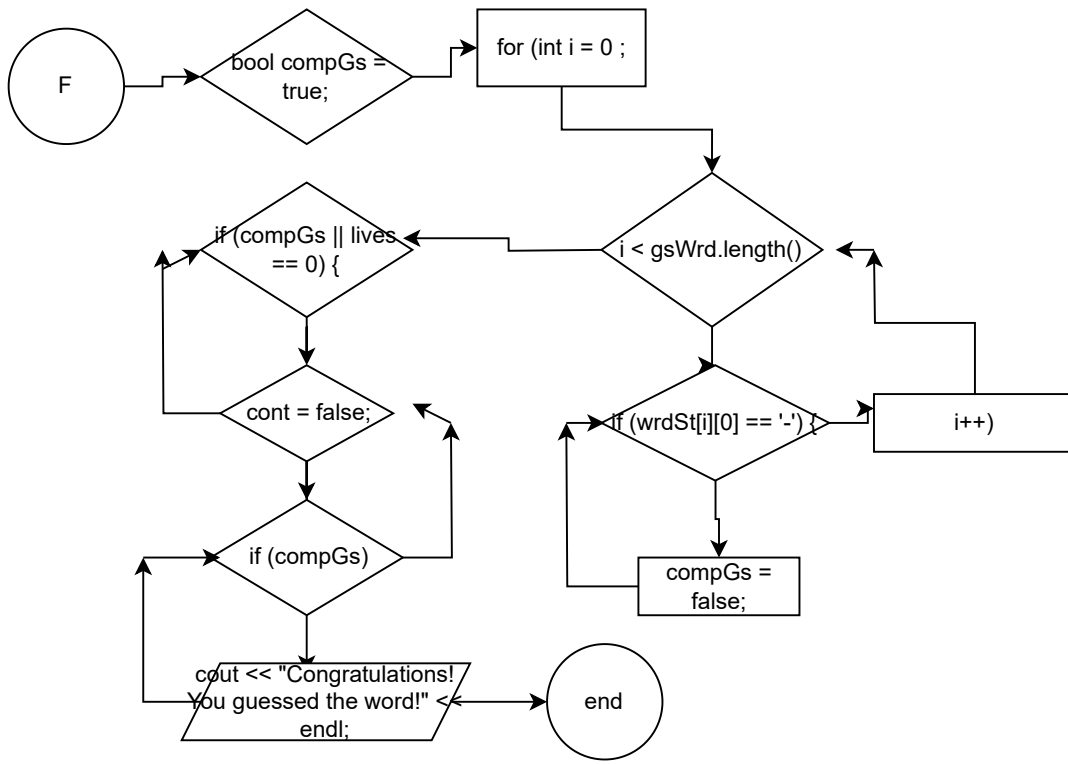 F
bool compGs =
true;
for (int i = 0 ;
i < gsWrd.length()
if (compGs || lives
== 0) {
cont = false;
if (wrdSt[i][0] == '-') {
i++)
if (compGs)
compGs =
false;
cout << "Congratulations!
You guessed the word!" <<
endl;
end